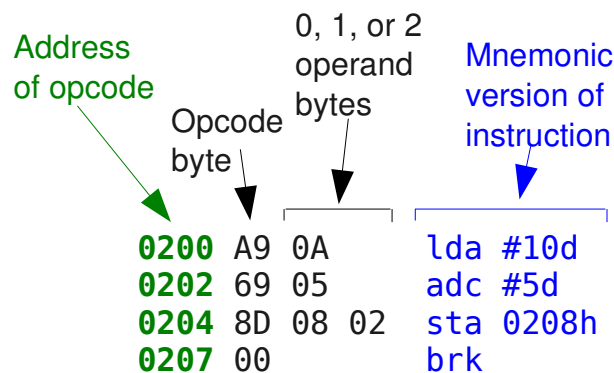 Address
of opcode
Opcode
byte
0, 1, or 2
operand
bytes
Mnemonic
version of
instruction
0200 A9 0A lda #10d
0202 69 05 adc #5d
0204 8D 08 02 sta 0208h
0207 00 brk